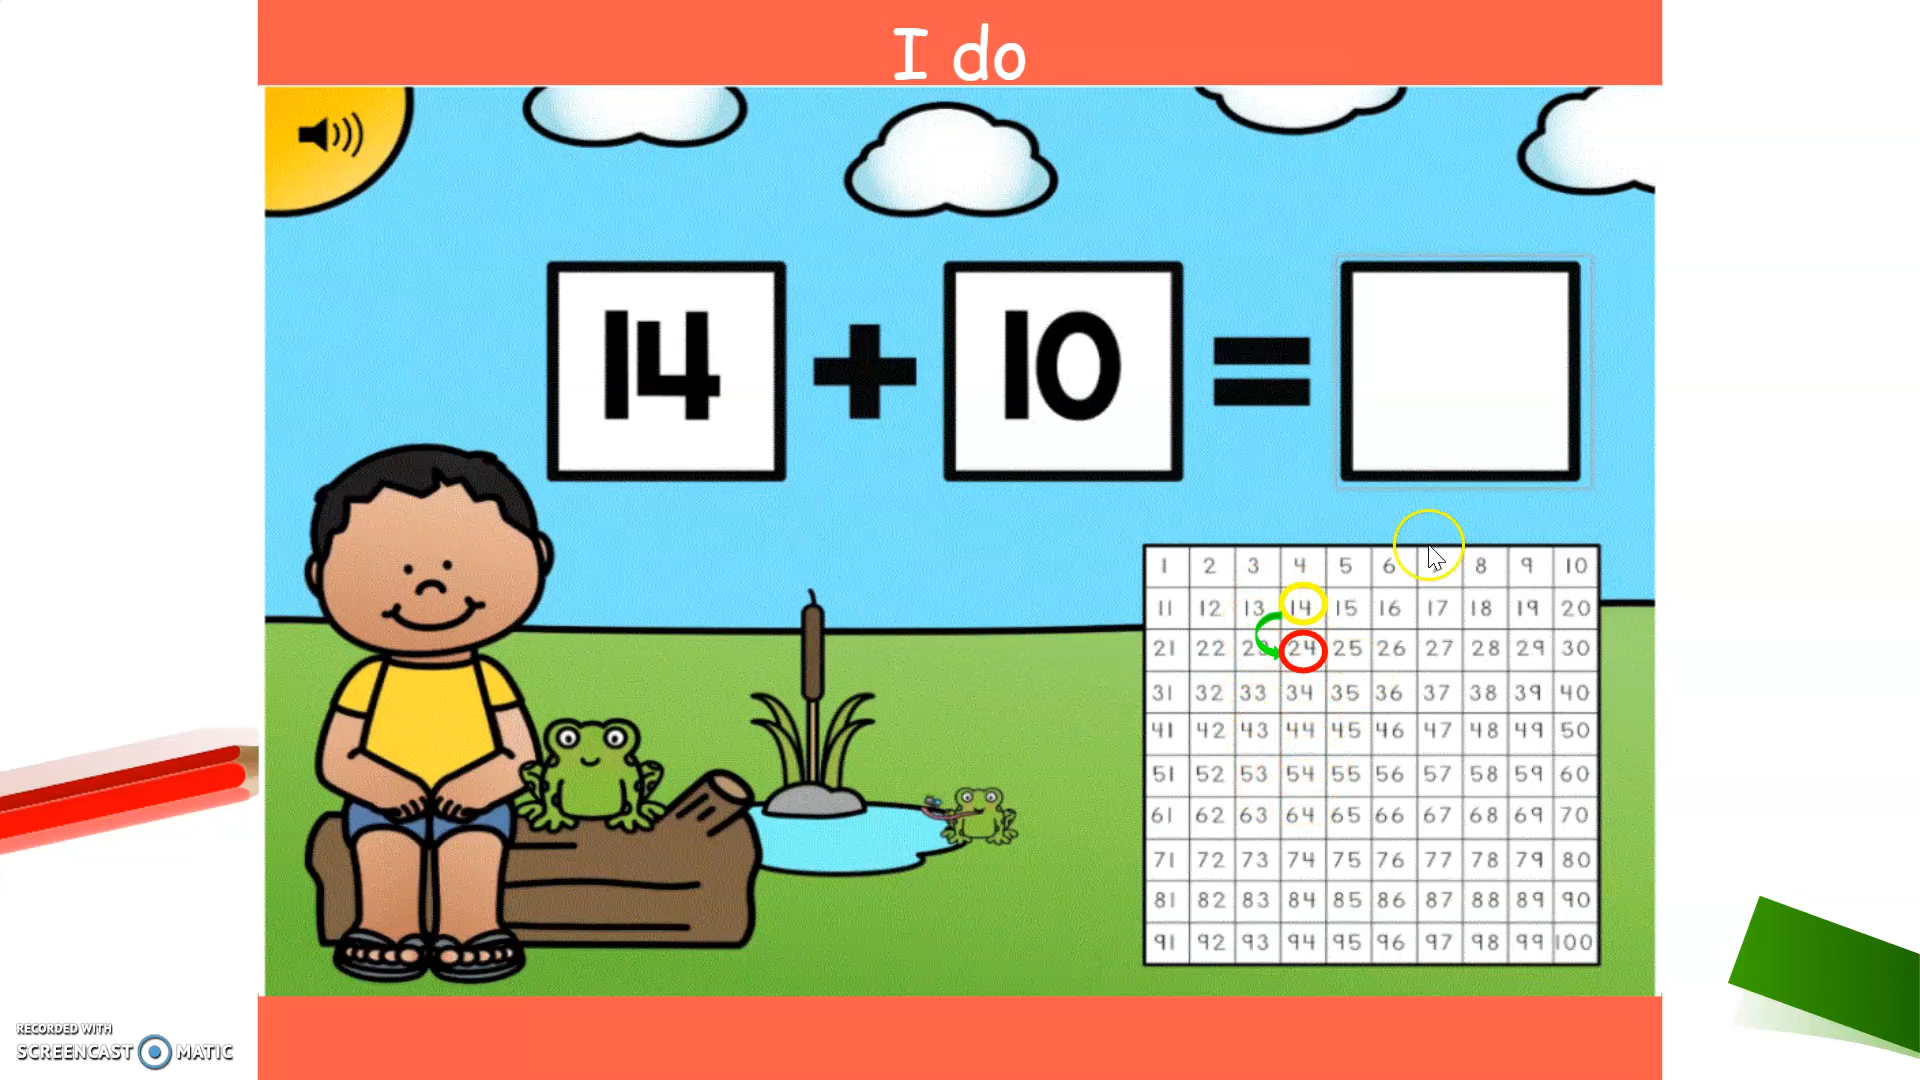 I do
14 + 10 =
1 2 3 4 5 6 8 9 10
11 12 13 14 15 16 17 18 19 20
21 22 23 24 25 26 27 28 29 30
31 32 33 34 35 36 37 38 39 40
41 42 43 44 45 46 47 48 49 50
51 52 53 54 55 56 57 58 59 60
61 62 63 64 65 66 67 68 69 70
71 72 73 74 75 76 77 78 79 80
81 82 83 84 85 86 87 88 89 90
91 92 93 94 95 96 97 98 99 100
RECORDED WITH
SCREENCAST MATIC